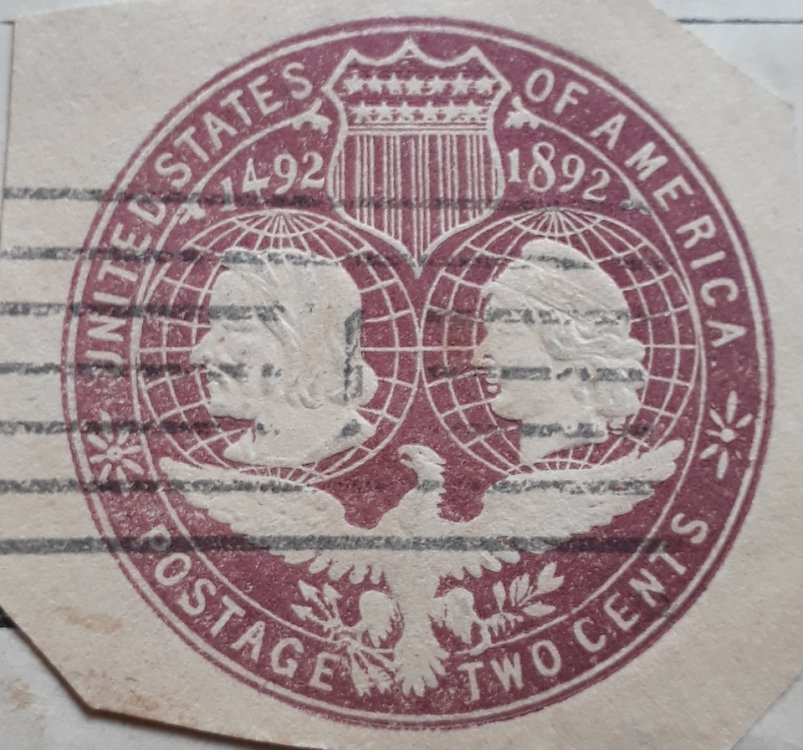 UNITED STATES OF AMERICA
1492 1892
POSTAGE TWO CENTS